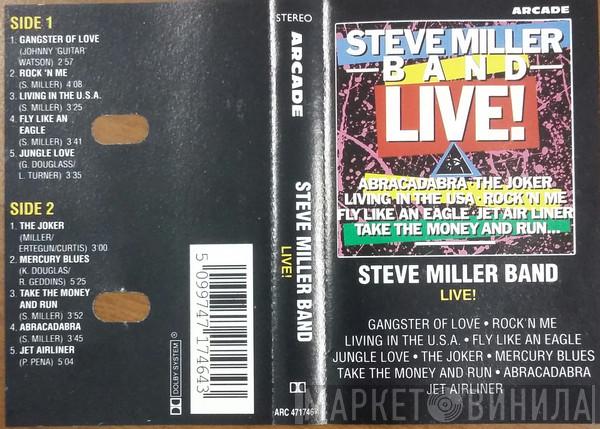 SIDE 1
1. GANGSTER OF LOVE
(JOHNNY 'GUITAR'
WATSON) 2'57
2. ROCK 'N ME
(S. MILLER) 4'08
3. LIVING IN THE U.S.A.
(S. MILLER) 3'25
4. FLY LIKE AN
EAGLE
(S. MILLER) 3'41
5. JUNGLE LOVE
(G. DOUGLASS/
L. TURNER) 3'35
SIDE 2
1. THE JOKER
(MILLER/
ERTEGUN/CURTIS) 3'00
2. MERCURY BLUES
(K. DOUGLAS/
R. GEDDINS) 5'25
3. TAKE THE MONEY
AND RUN
(S. MILLER) 3'52
4. ABRACADABRA
(S. MILLER) 3'45
5. JET AIRLINER
(P. PENA) 5'04
5 099747 174643
DOLBY SYSTEM ®
STEREO
ARCADE
STEVE MILLER BAND
LIVE!
ARC 471746
ARCADE
STEVE MILLER
BAND
LIVE!
ABRACADABRA·THE JOKER
LIVING IN THE USA·ROCK 'N ME
FLY LIKE AN EAGLE·JET AIR LINER
TAKE THE MONEY AND RUN...
STEVE MILLER BAND
LIVE!
GANGSTER OF LOVE • ROCK'N ME
LIVING IN THE U.S.A. • FLY LIKE AN EAGLE
JUNGLE LOVE • THE JOKER • MERCURY BLUES
TAKE THE MONEY AND RUN • ABRACADABRA
JET AIRLINER
МАРКЕТ ВИНИЛА